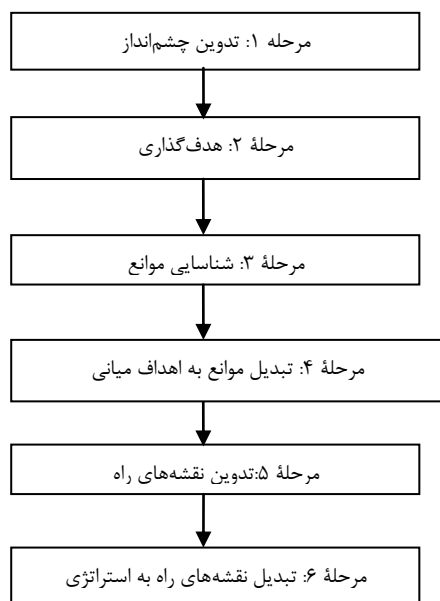 مرحله ۱: تدوین چشم‌انداز
مرحلهٔ ۲: هدف‌گذاری
مرحلهٔ ۳: شناسایی موانع
مرحلهٔ ۴: تبدیل موانع به اهداف میانی
مرحلهٔ ۵:تدوین نقشه‌های راه
مرحلهٔ ۶: تبدیل نقشه‌های راه به استراتژی